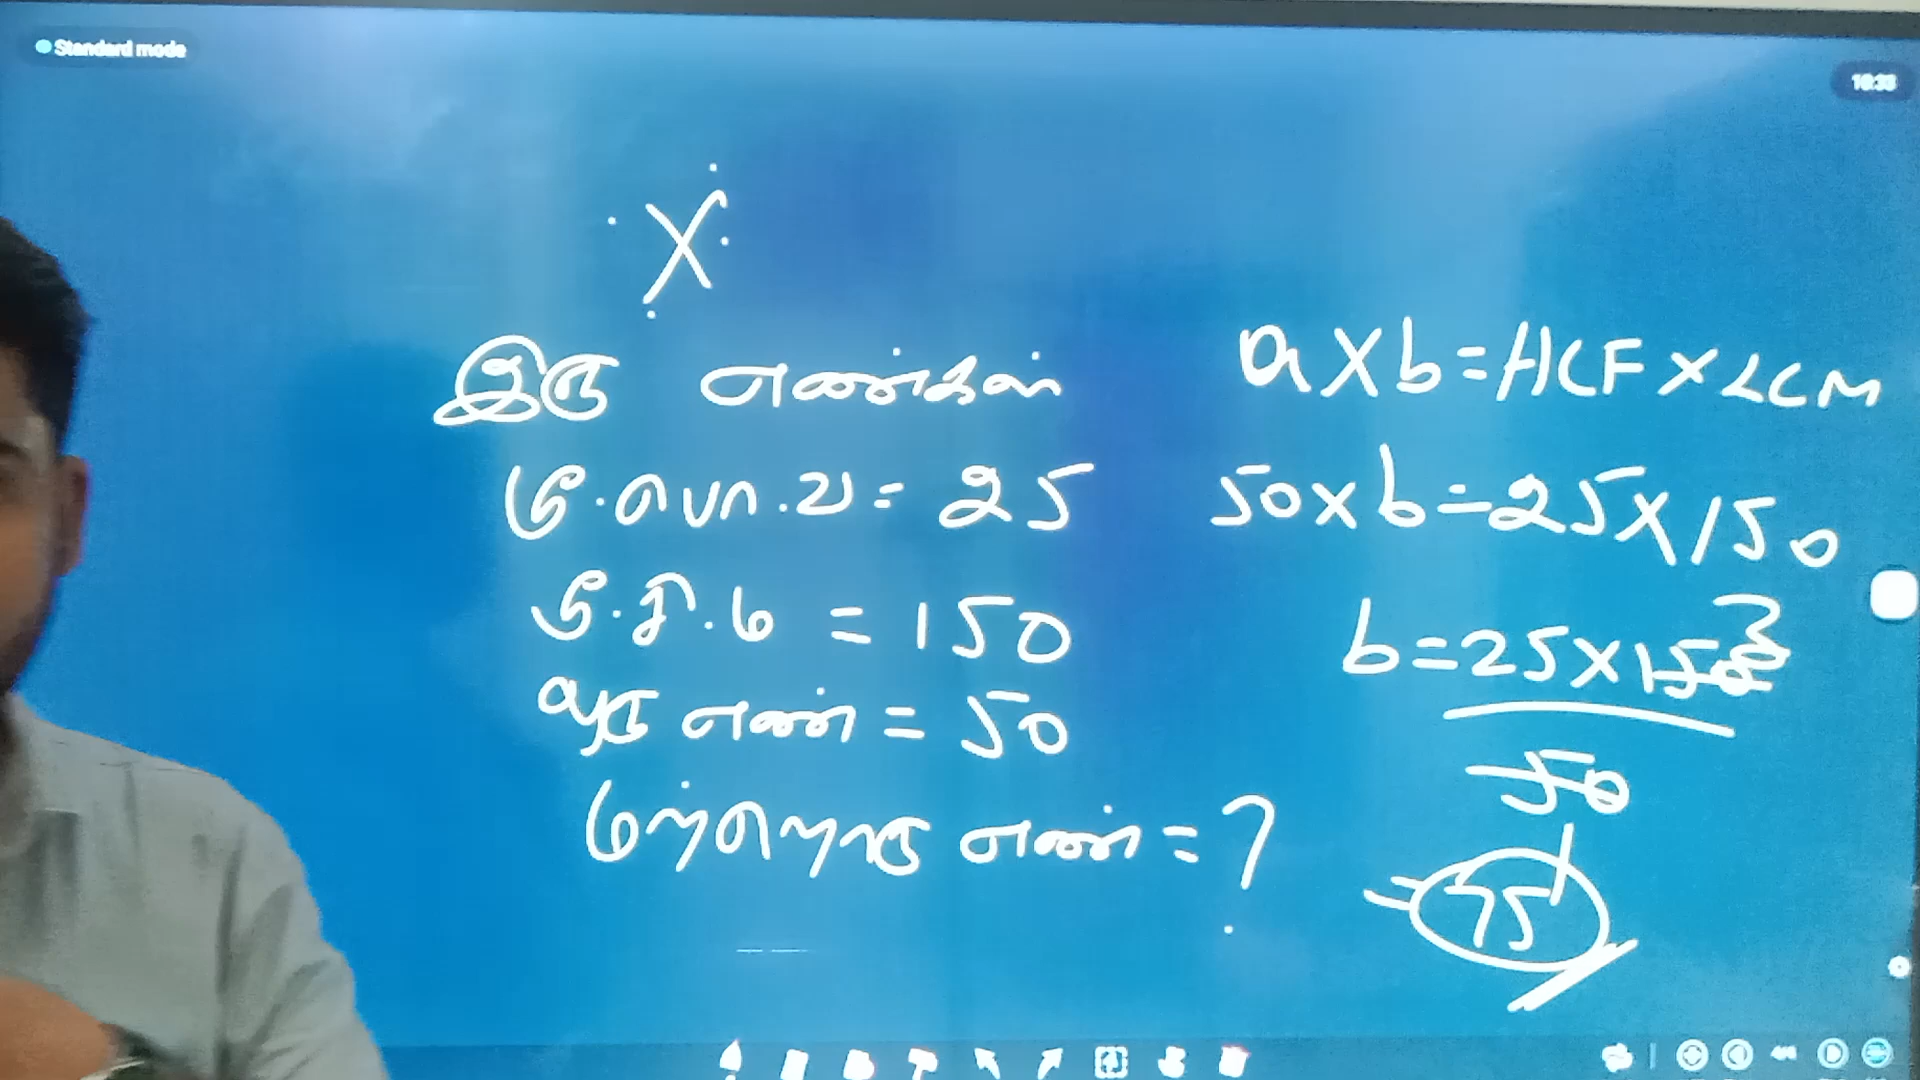 Standard mode
10:33
X
இரு எண்கள்
மீ.பொ.வ = 25
மீ.சி.ம = 150
ஒரு எண் = 50
மற்றொரு எண் = ?
a X b = HCF X LCM
50 x b = 25 X 150
b = 25 X 150 3
50
= 75